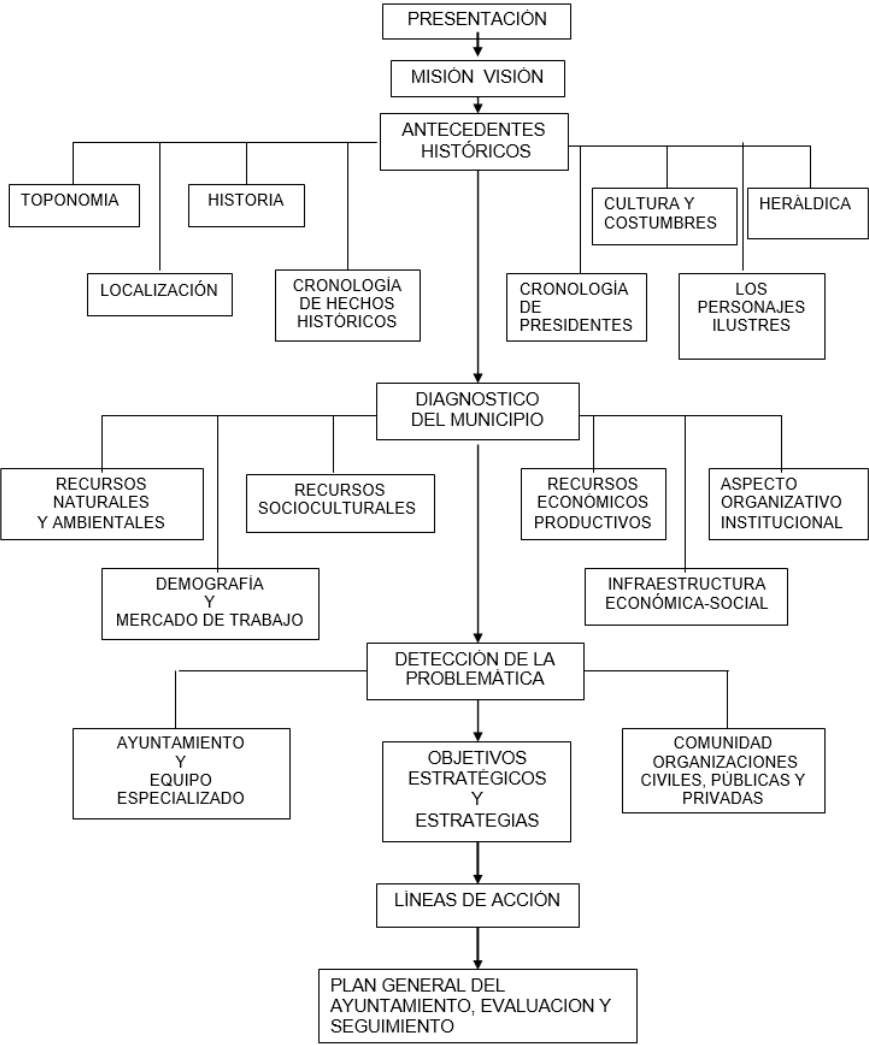 PRESENTACIÓN
MISIÓN VISIÓN
ANTECEDENTES
HISTÓRICOS
TOPONOMIA
HISTORIA
CULTURA Y
COSTUMBRES
HERÁLDICA
LOCALIZACIÓN
CRONOLOGÍA
DE HECHOS
HISTÓRICOS
CRONOLOGÍA
DE
PRESIDENTES
LOS
PERSONAJES
ILUSTRES
DIAGNOSTICO
DEL MUNICIPIO
RECURSOS
NATURALES
Y AMBIENTALES
RECURSOS
SOCIOCULTURALES
RECURSOS
ECONÓMICOS
PRODUCTIVOS
ASPECTO
ORGANIZATIVO
INSTITUCIONAL
DEMOGRAFÍA
Y
MERCADO DE TRABAJO
INFRAESTRUCTURA
ECONÓMICA-SOCIAL
DETECCIÓN DE LA
PROBLEMÁTICA
AYUNTAMIENTO
Y
EQUIPO
ESPECIALIZADO
OBJETIVOS
ESTRATÉGICOS
Y
ESTRATEGIAS
COMUNIDAD
ORGANIZACIONES
CIVILES, PÚBLICAS Y
PRIVADAS
LÍNEAS DE ACCIÓN
PLAN GENERAL DEL
AYUNTAMIENTO, EVALUACION Y
SEGUIMIENTO